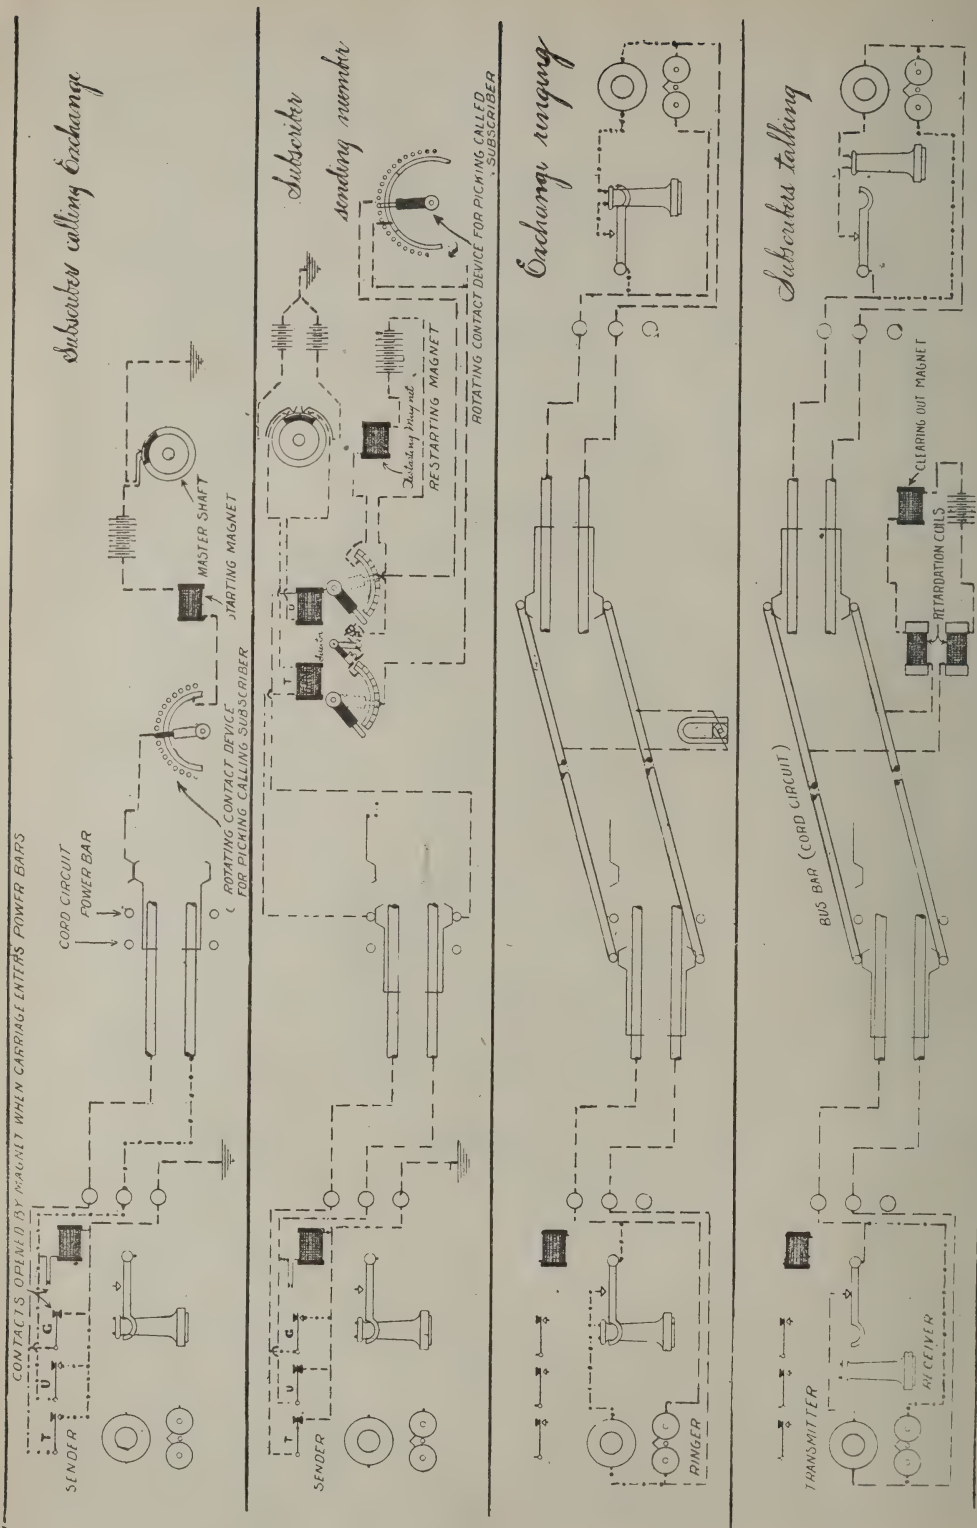 CONTACTS OPENED BY MAGNET WHEN CARRIAGE ENTERS POWER BARS
Subscribers calling Exchange
CORD CIRCUIT
POWER BAR
T
U
G
SENDER
MASTER SHAFT
STARTING MAGNET
ROTATING CONTACT DEVICE
FOR PICKING CALLING SUBSCRIBER
Subscriber
sending number
T
U
G
SENDER
T
U
Restarting Magnet
RESTARTING MAGNET
ROTATING CONTACT DEVICE FOR PICKING CALLED
SUBSCRIBER
Exchange ringing
RINGER
Subscribers talking
BUS BAR (CORD CIRCUIT)
CLEARING OUT MAGNET
RETARDATION COILS
TRANSMITTER
RECEIVER